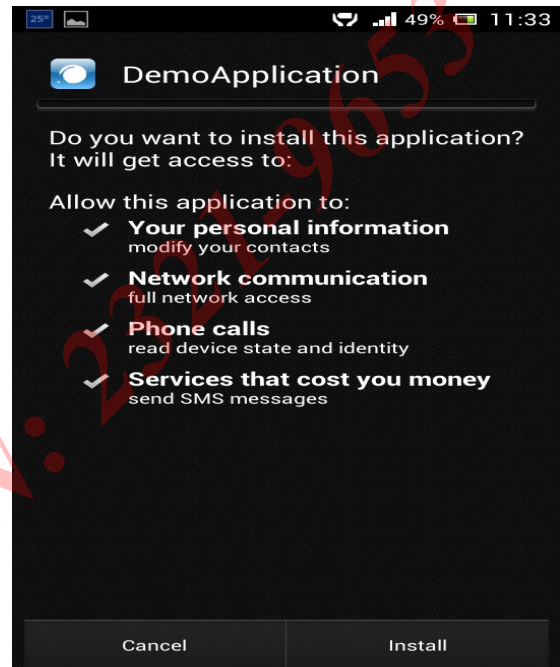 25° 49% 11:33
DemoApplication
Do you want to install this application?
It will get access to:
Allow this application to:
Your personal information
modify your contacts
Network communication
full network access
Phone calls
read device state and identity
Services that cost you money
send SMS messages
Cancel Install
: 2321-9653